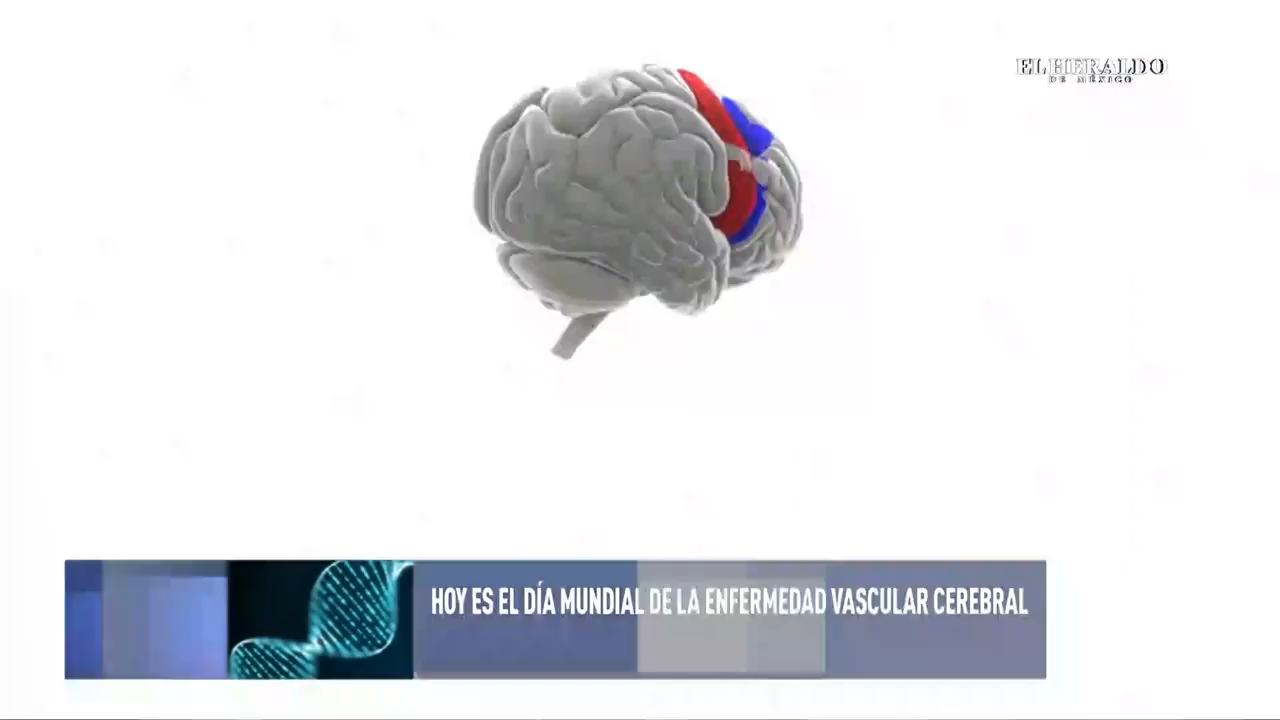 EL HERALDO
DE MÉXICO
HOY ES EL DÍA MUNDIAL DE LA ENFERMEDAD VASCULAR CEREBRAL